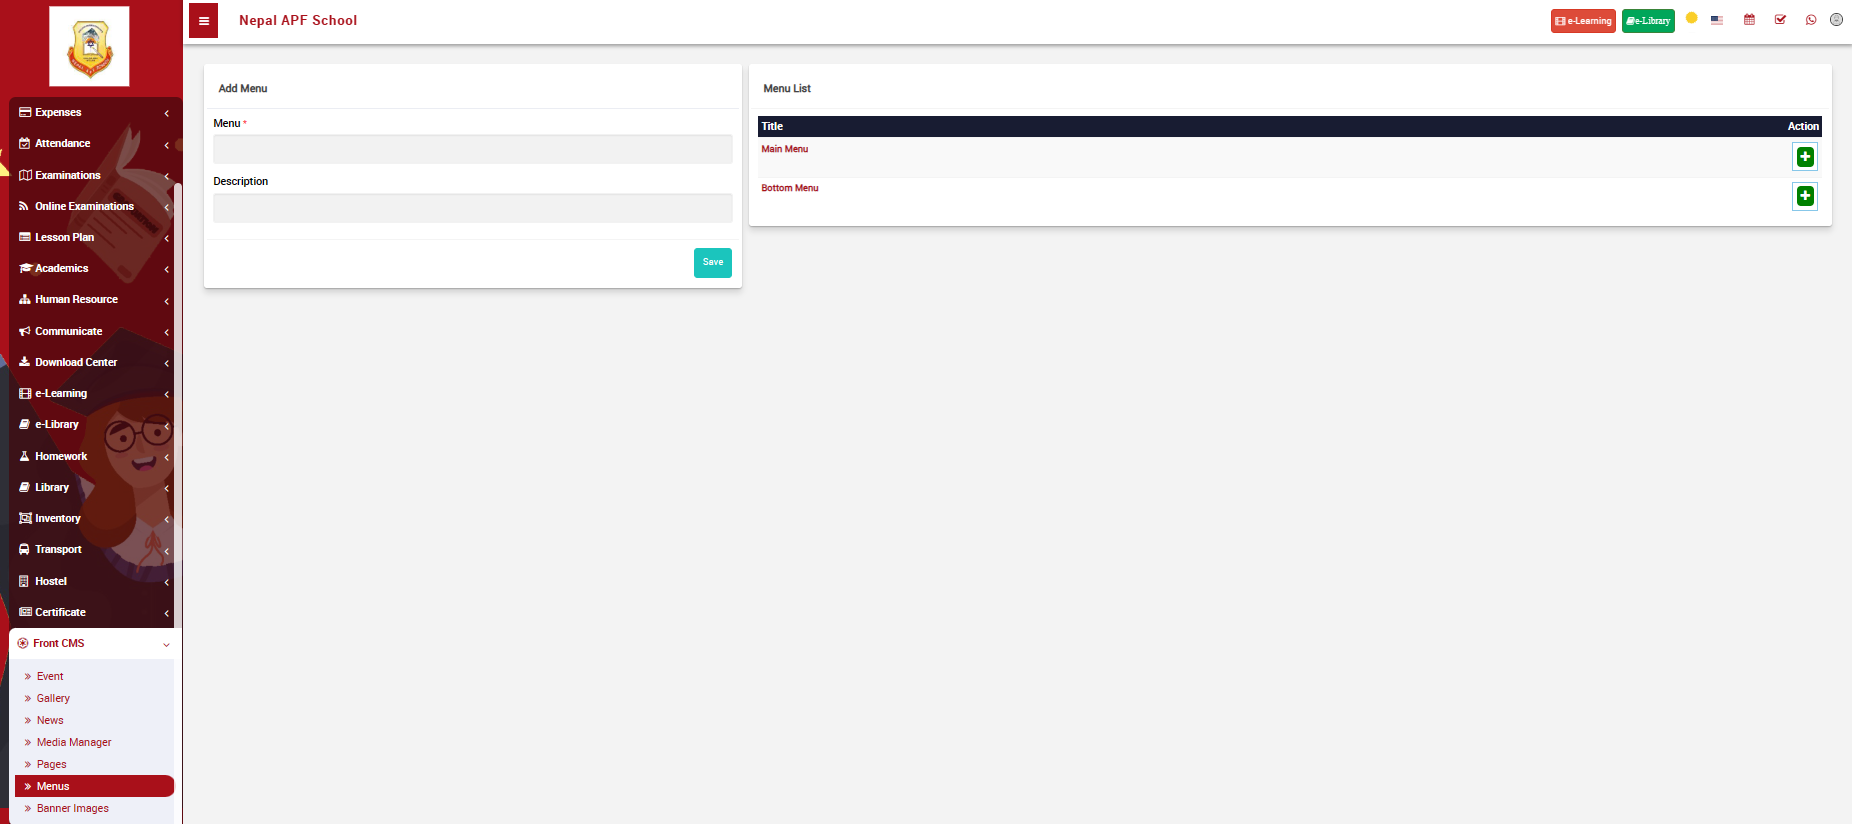 Nepal APF School
e-Learning
e-Library
Expenses
Attendance
Examinations
Online Examinations
Lesson Plan
Academics
Human Resource
Communicate
Download Center
e-Learning
e-Library
Homework
Library
Inventory
Transport
Hostel
Certificate
Front CMS
Event
Gallery
News
Media Manager
Pages
Menus
Banner Images
Add Menu
Menu *
Description
Save
Menu List
Title Action
Main Menu
Bottom Menu